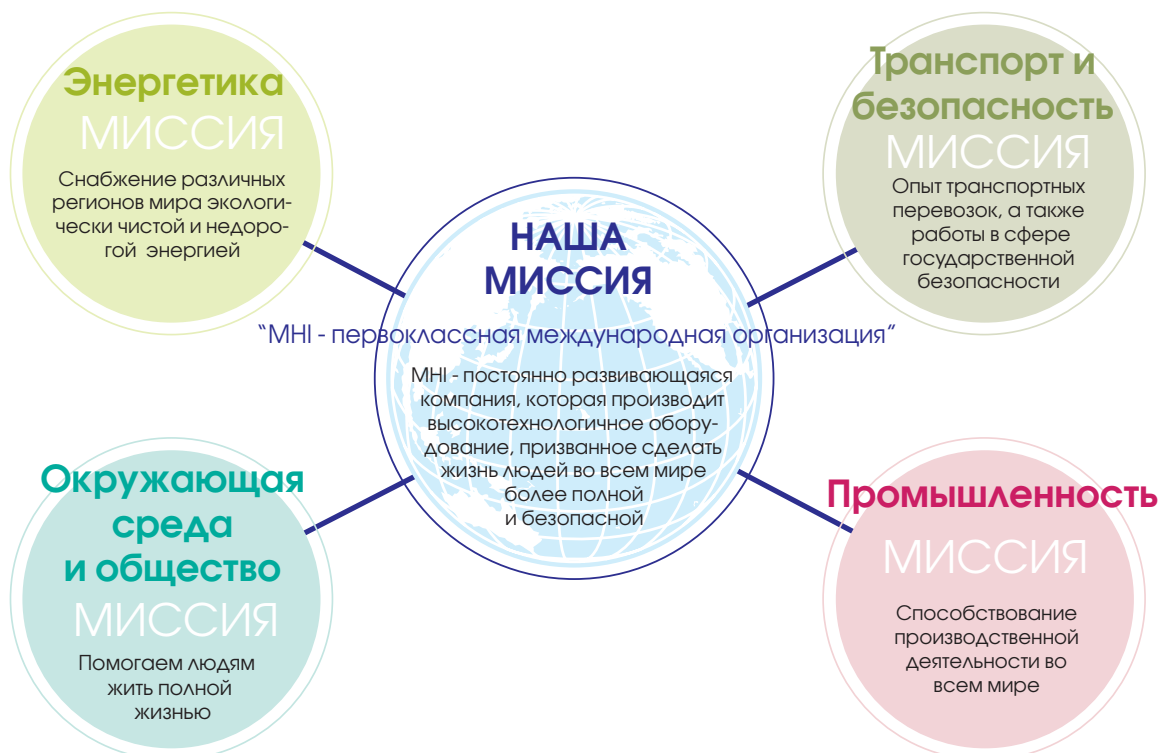 Энергетика
МИССИЯ
Снабжение различных
регионов мира экологи-
чески чистой и недоро-
гой энергией
Транспорт и
безопасность
МИССИЯ
Опыт транспортных
перевозок, а также
работы в сфере
государственной
безопасности
НАША
МИССИЯ
“MHI - первоклассная международная организация”
MHI - постоянно развивающаяся
компания, которая производит
высокотехнологичное обору-
дование, призванное сделать
жизнь людей во всем мире
более полной
и безопасной
Окружающая
среда
и общество
МИССИЯ
Помогаем людям
жить полной
жизнью
Промышленность
МИССИЯ
Способствование
производственной
деятельности во
всем мире